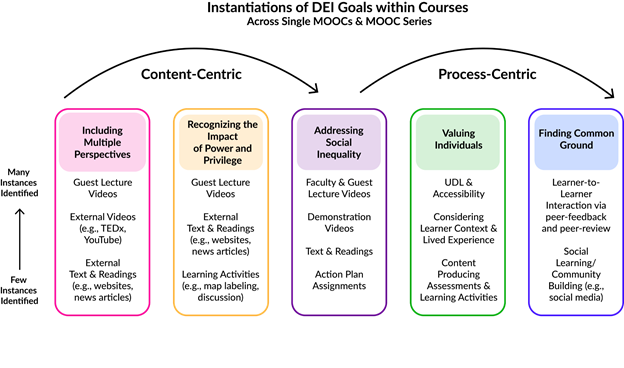 Instantiations of DEI Goals within Courses
Across Single MOOCs & MOOC Series
Content-Centric
Process-Centric
Many
Instances
Identified
Few
Instances
Identified
Including
Multiple
Perspectives
Guest Lecture
Videos
External Videos
(e.g., TEDx,
YouTube)
External
Text & Readings
(e.g., websites,
news articles)
Recognizing the
Impact
of Power and
Privilege
Guest Lecture
Videos
External
Text & Readings
(e.g., websites,
news articles)
Learning Activities
(e.g., map labeling,
discussion)
Addressing
Social
Inequality
Faculty & Guest
Lecture Videos
Demonstration
Videos
Text & Readings
Action Plan
Assignments
Valuing
Individuals
UDL &
Accessibility
Considering
Learner Context &
Lived Experience
Content
Producing
Assessments &
Learning Activities
Finding Common
Ground
Learner-to-
Learner
Interaction via
peer-feedback
and peer-review
Social
Learning/
Community
Building (e.g.,
social media)